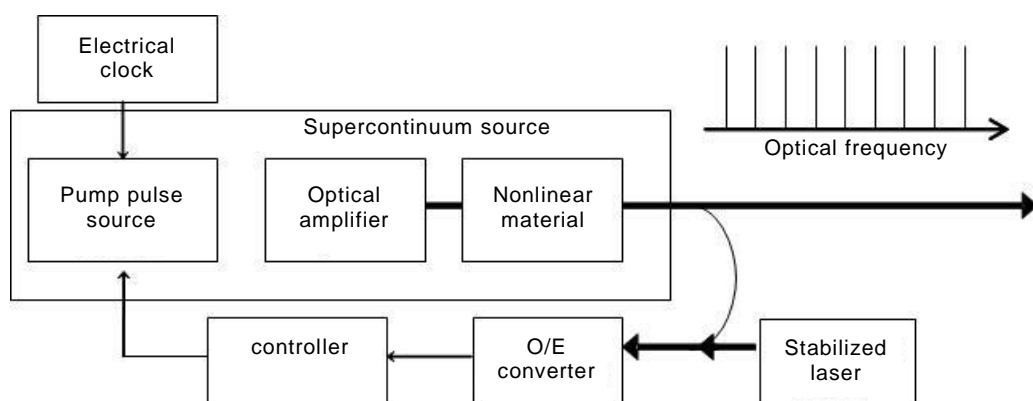 Electrical
clock
Supercontinuum source
Optical frequency
Pump pulse
source
Optical
amplifier
Nonlinear
material
controller
O/E
converter
Stabilized
laser